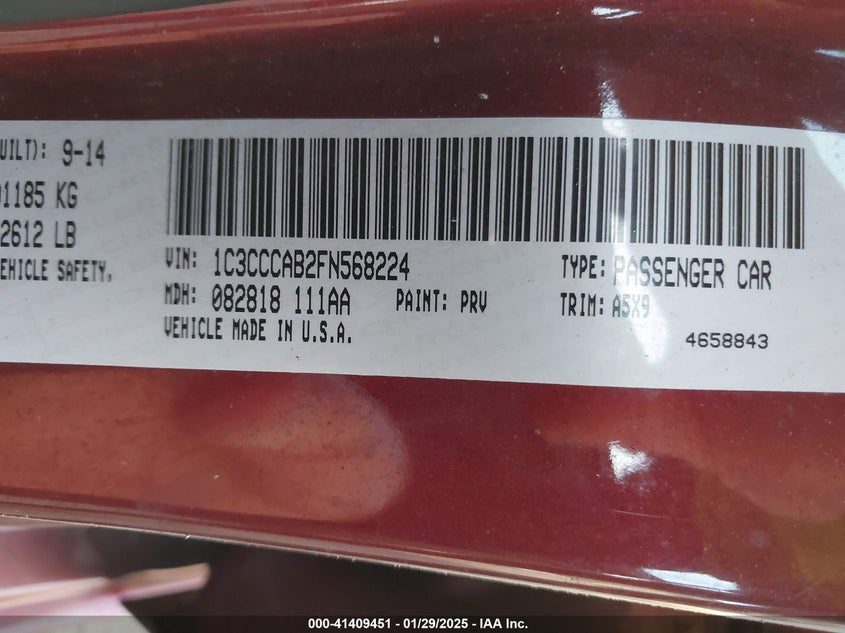 UILT): 9-14
01185 KG
2612 LB
EHICLE SAFETY.
VIN: 1C3CCCAB2FN568224
TYPE: PASSENGER CAR
MDH: 082818 111AA
PAINT: PRV
TRIM: A5X9
VEHICLE MADE IN U.S.A.
4658843
000-41409451 / 01/29/2025 - IAA Inc.